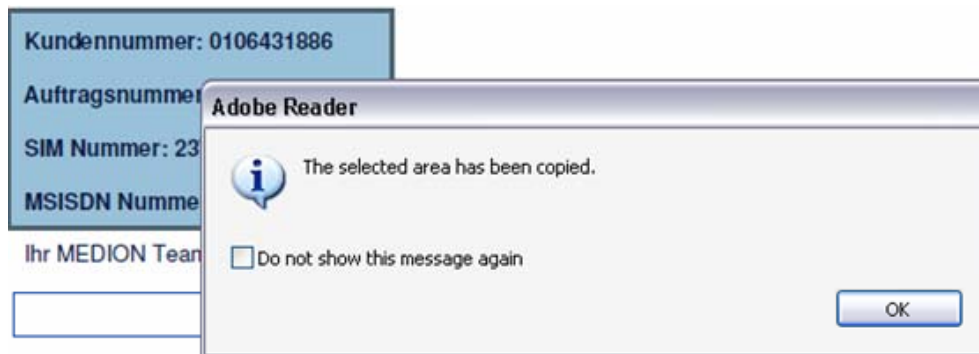 Kundennummer: 0106431886
Auftragsnummer
SIM Nummer: 23
MSISDN Numme
Ihr MEDION Team
Adobe Reader
The selected area has been copied.
Do not show this message again
OK